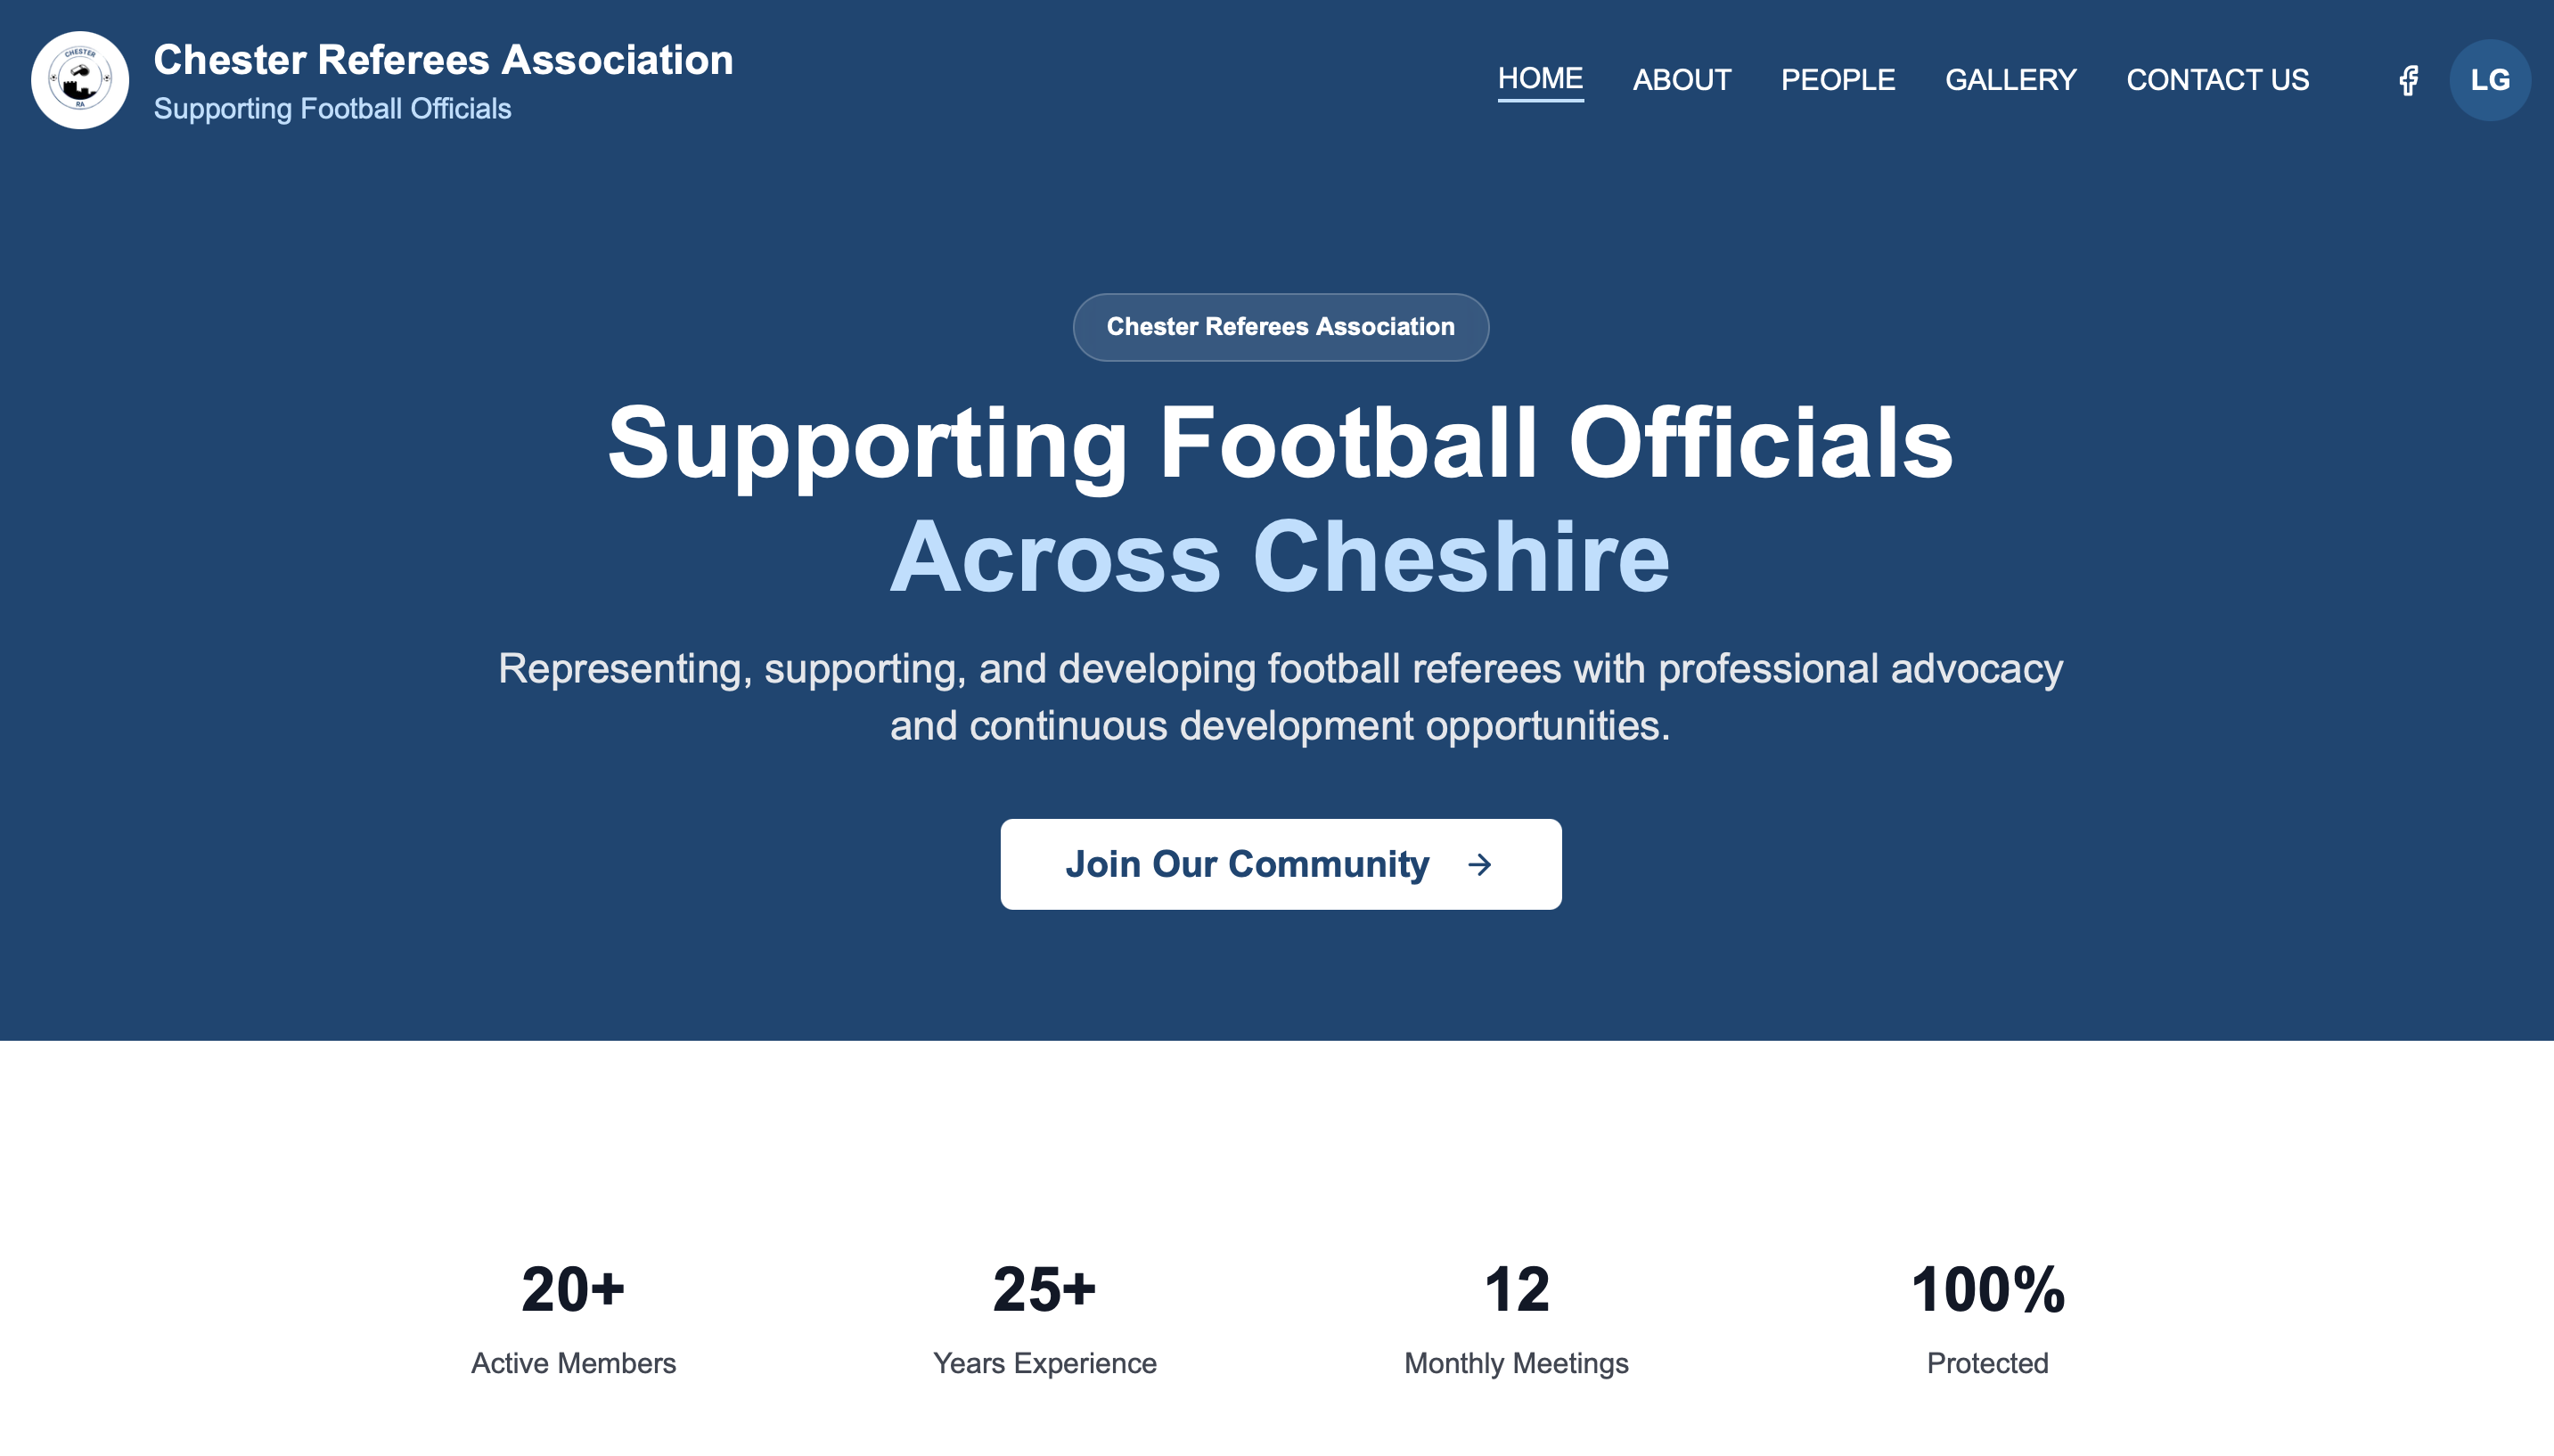 CHESTER
RA
Chester Referees Association
Supporting Football Officials
HOME
ABOUT
PEOPLE
GALLERY
CONTACT US
LG
Chester Referees Association
Supporting Football Officials
Across Cheshire
Representing, supporting, and developing football referees with professional advocacy
and continuous development opportunities.
Join Our Community
20+
Active Members
25+
Years Experience
12
Monthly Meetings
100%
Protected